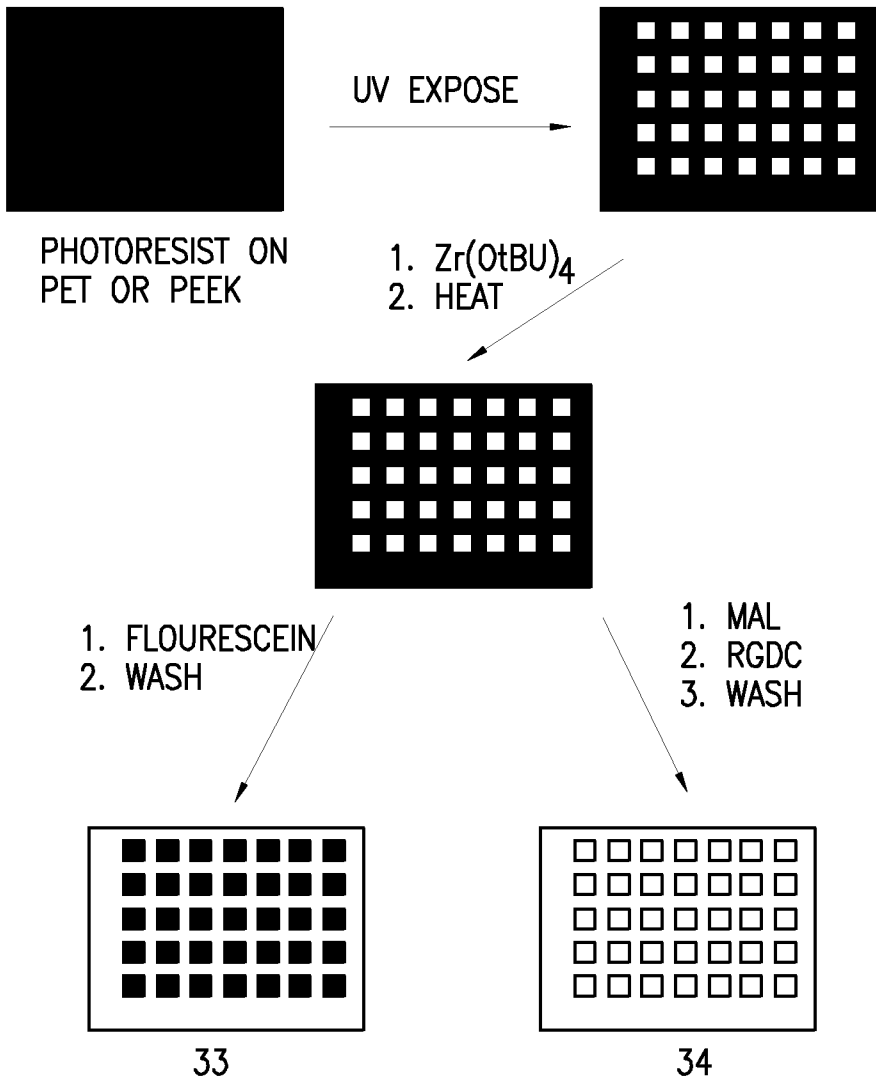 UV EXPOSE
PHOTORESIST ON
PET OR PEEK
1. Zr(OtBU)4
2. HEAT
1. FLOURESCEIN
2. WASH
1. MAL
2. RGDC
3. WASH
33
34